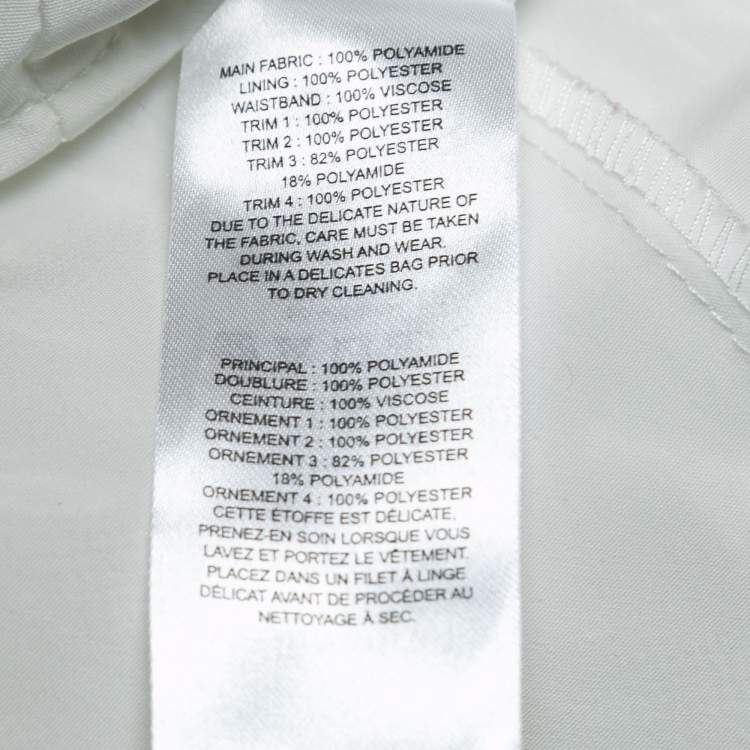 MAIN FABRIC : 100% POLYAMIDE
LINING : 100% POLYESTER
WAISTBAND : 100% VISCOSE
TRIM 1 : 100% POLYESTER
TRIM 2 : 100% POLYESTER
TRIM 3 : 82% POLYESTER
18% POLYAMIDE
TRIM 4 : 100% POLYESTER
DUE TO THE DELICATE NATURE OF
THE FABRIC, CARE MUST BE TAKEN
DURING WASH AND WEAR.
PLACE IN A DELICATES BAG PRIOR
TO DRY CLEANING.
PRINCIPAL : 100% POLYAMIDE
DOUBLURE : 100% POLYESTER
CEINTURE : 100% VISCOSE
ORNEMENT 1 : 100% POLYESTER
ORNEMENT 2 : 100% POLYESTER
ORNEMENT 3 : 82% POLYESTER
18% POLYAMIDE
ORNEMENT 4 : 100% POLYESTER
CETTE ÉTOFFE EST DÉLICATE,
PRENEZ-EN SOIN LORSQUE VOUS
LAVEZ ET PORTEZ LE VÊTEMENT.
PLACEZ DANS UN FILET À LINGE
DÉLICAT AVANT DE PROCÉDER AU
NETTOYAGE À SEC.